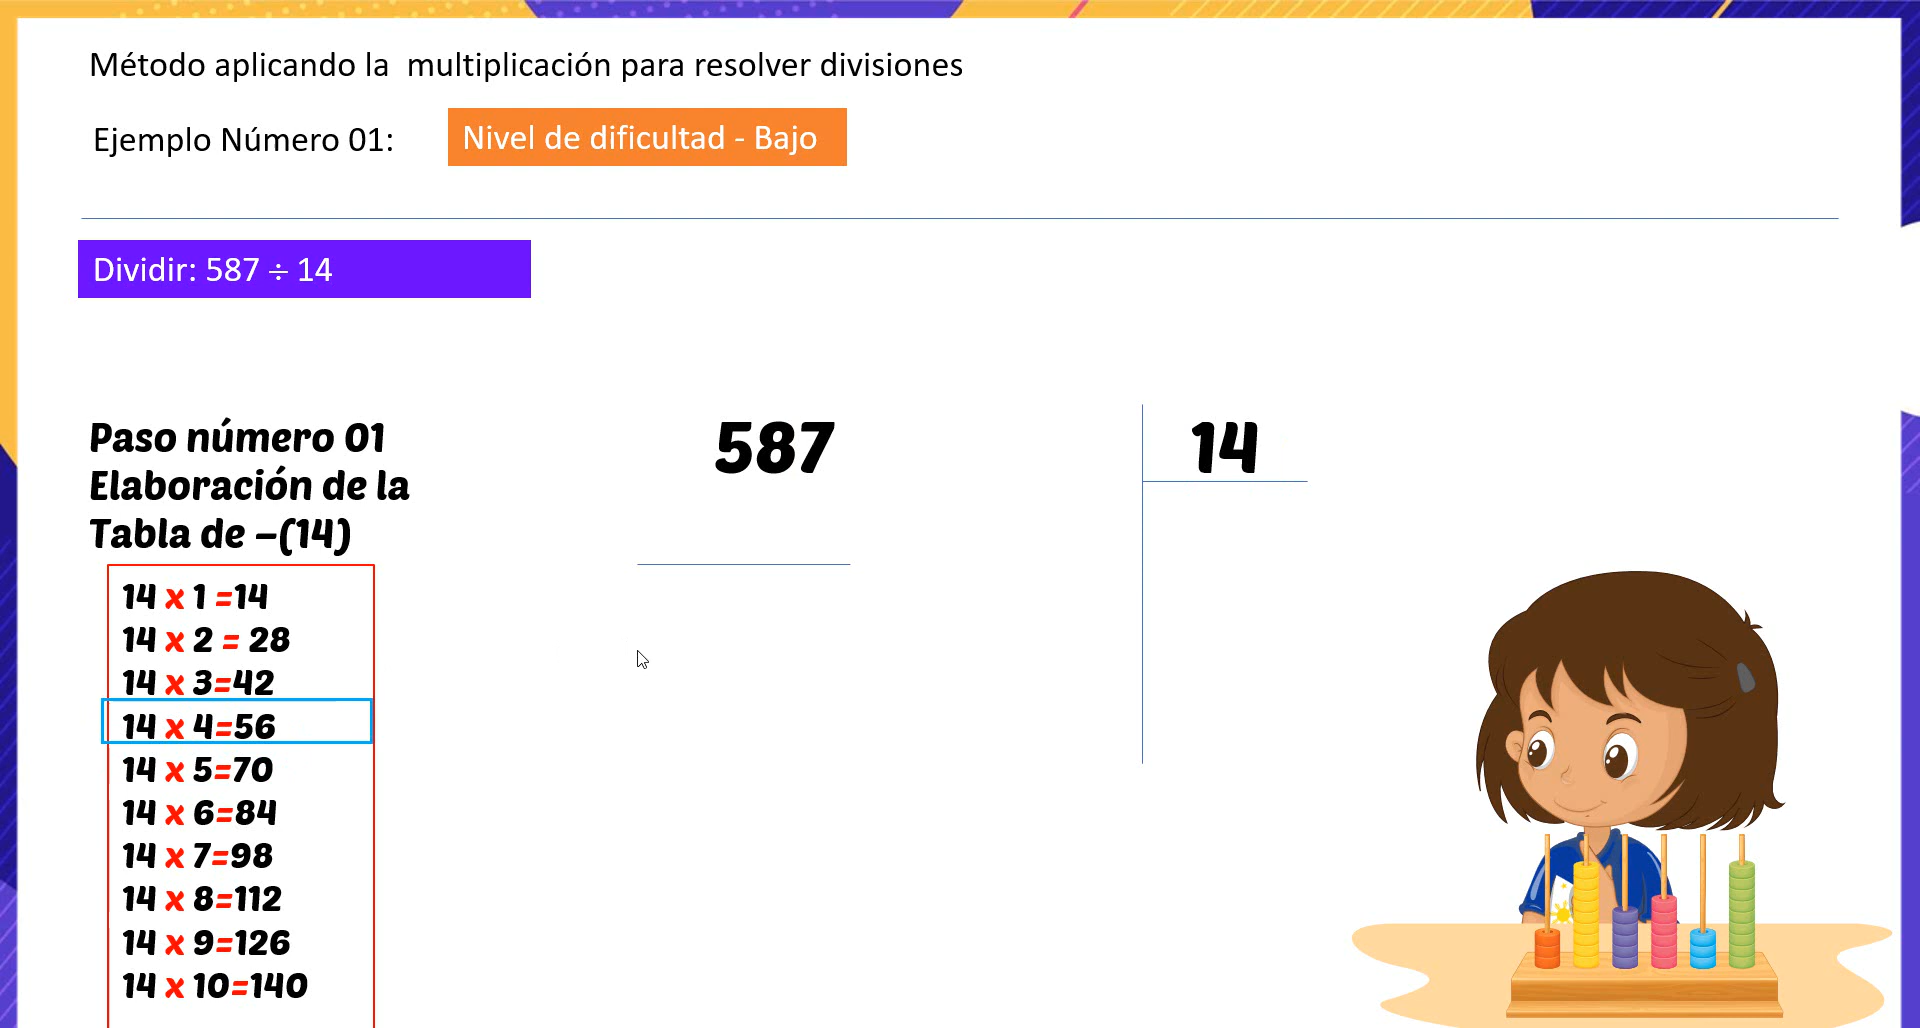 Método aplicando la  multiplicación para resolver divisiones
Ejemplo Número 01:
Nivel de dificultad - Bajo
Dividir: 587 ÷ 14
Paso número 01
Elaboración de la
Tabla de –(14)
587
14
14 x 1 =14
14 x 2 = 28
14 x 3=42
14 x 4=56
14 x 5=70
14 x 6=84
14 x 7=98
14 x 8=112
14 x 9=126
14 x 10=140